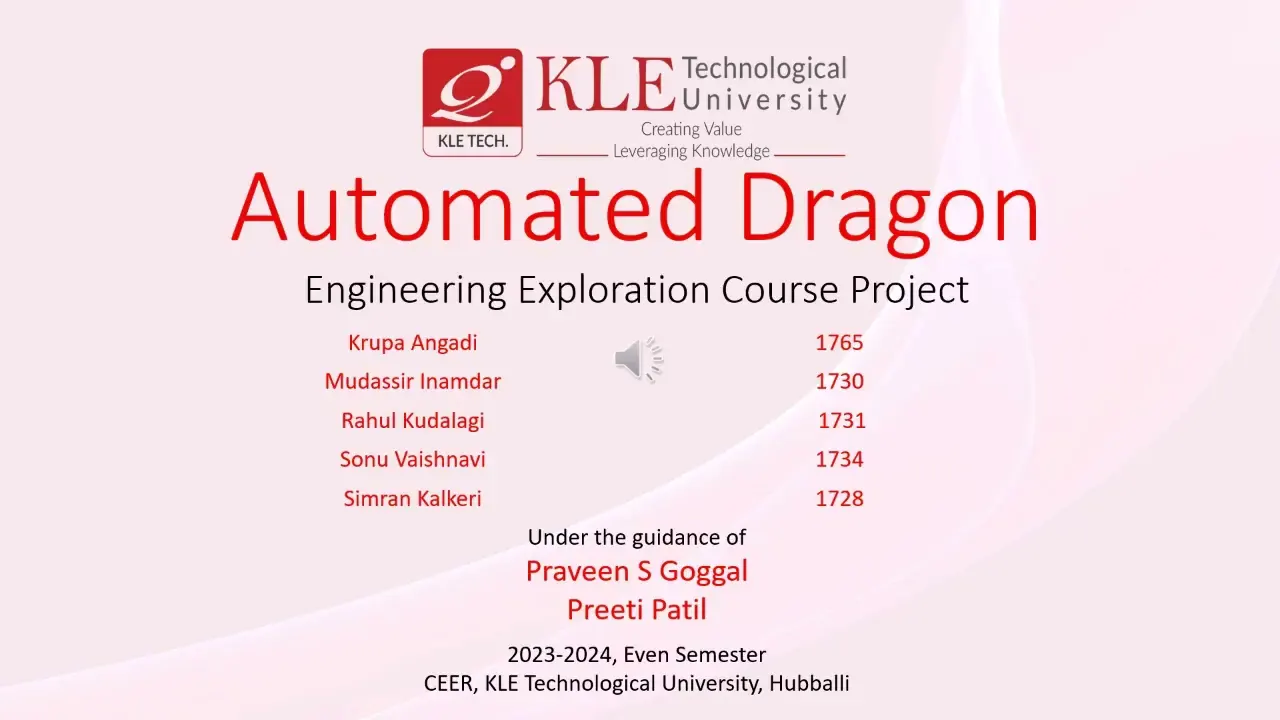 KLE TECH.
KLE Technological University
Creating Value
Leveraging Knowledge
Automated Dragon
Engineering Exploration Course Project
Krupa Angadi 1765
Mudassir Inamdar 1730
Rahul Kudalagi 1731
Sonu Vaishnavi 1734
Simran Kalkeri 1728
Under the guidance of
Praveen S Goggal
Preeti Patil
2023-2024, Even Semester
CEER, KLE Technological University, Hubballi